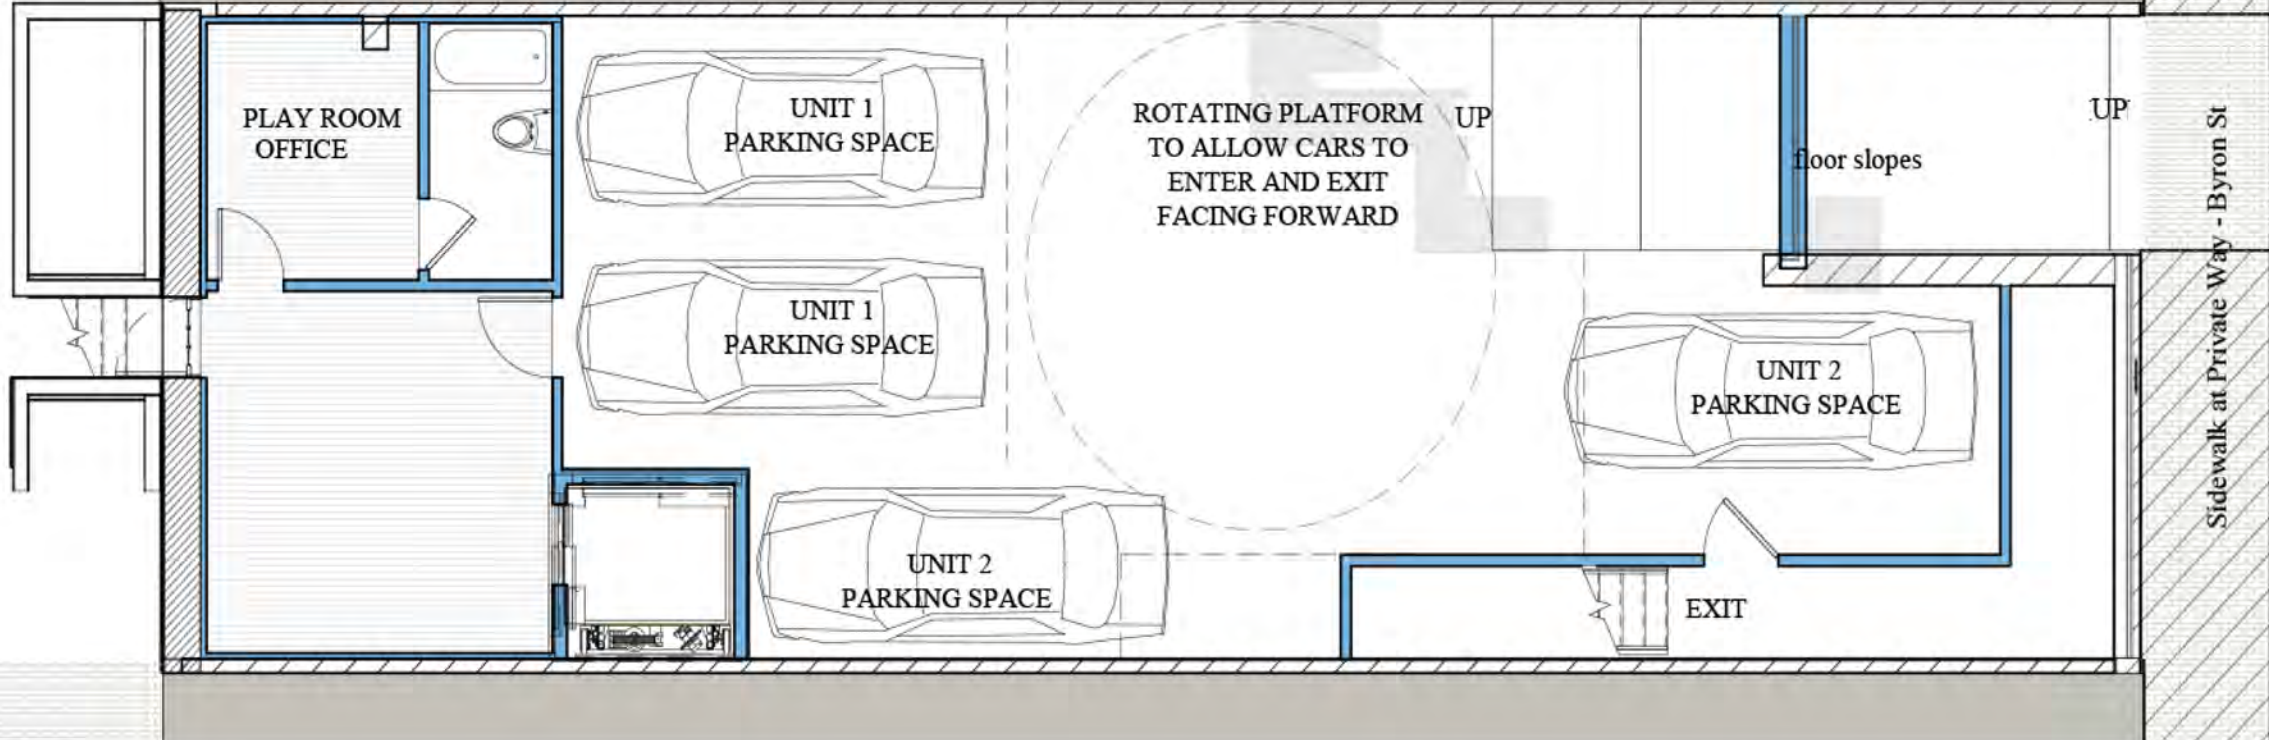 PLAY ROOM
OFFICE
UNIT 1
PARKING SPACE
UNIT 1
PARKING SPACE
UNIT 2
PARKING SPACE
ROTATING PLATFORM
TO ALLOW CARS TO
ENTER AND EXIT
FACING FORWARD
UP
floor slopes
UP
UNIT 2
PARKING SPACE
EXIT
Sidewalk at Private Way - Byron St